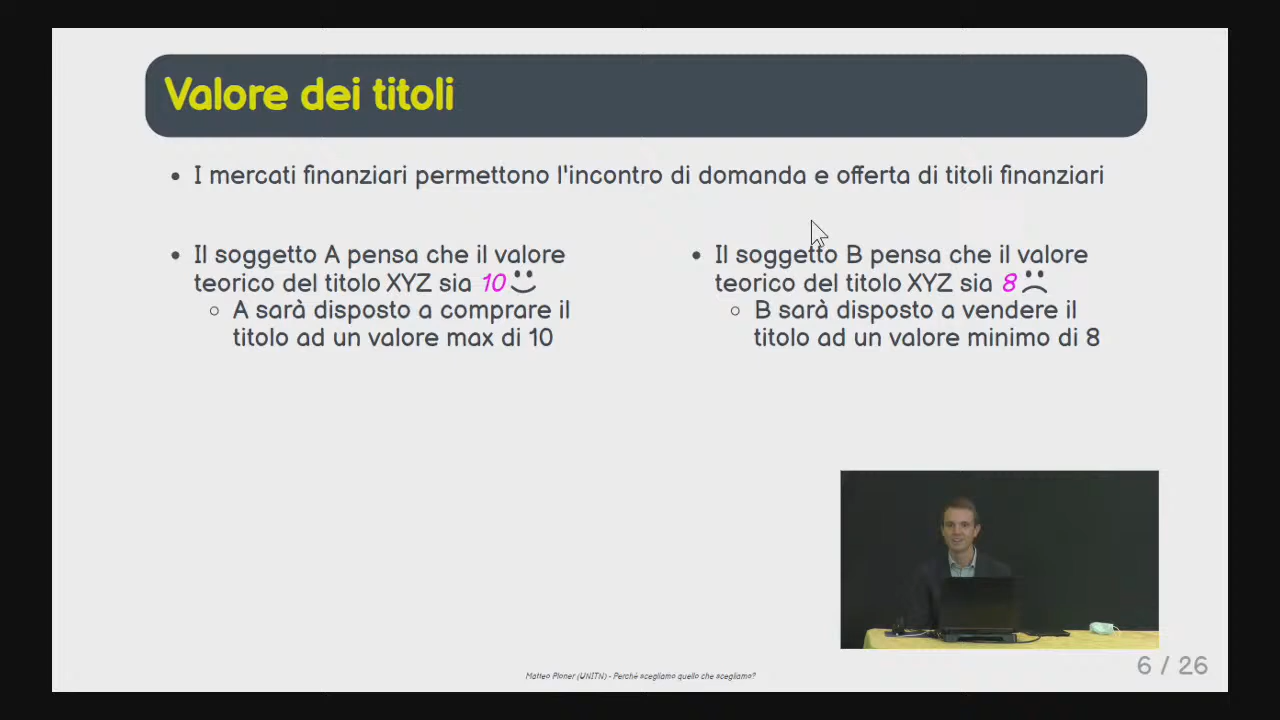 Valore dei titoli
I mercati finanziari permettono l'incontro di domanda e offerta di titoli finanziari
Il soggetto A pensa che il valore
teorico del titolo XYZ sia 10
A sarà disposto a comprare il
titolo ad un valore max di 10
Il soggetto B pensa che il valore
teorico del titolo XYZ sia 8
B sarà disposto a vendere il
titolo ad un valore minimo di 8
Matteo Ploner (UNITN) - Perchè scegliamo quello che scegliamo?
6 / 26